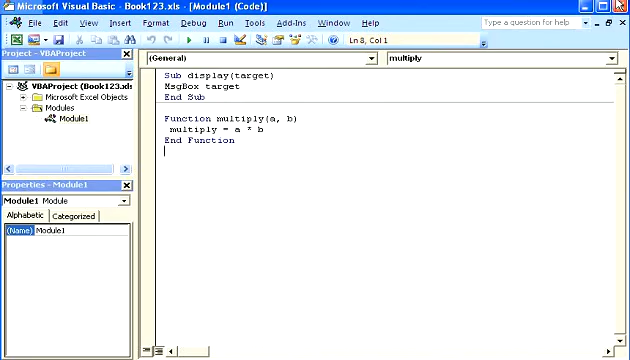 Microsoft Visual Basic - Book123.xls - [Module1 (Code)]
File Edit View Insert Format Debug Run Tools Add-Ins Window Help Type a question for help
Ln 8, Col 1
Project - VBAProject
(General) multiply
VBAProject (Book123.xls
Microsoft Excel Objects
Modules
Module1
Sub display(target)
MsgBox target
End Sub
Function multiply(a, b)
multiply = a * b
End Function
Properties - Module1
Module1 Module
Alphabetic Categorized
(Name) Module1